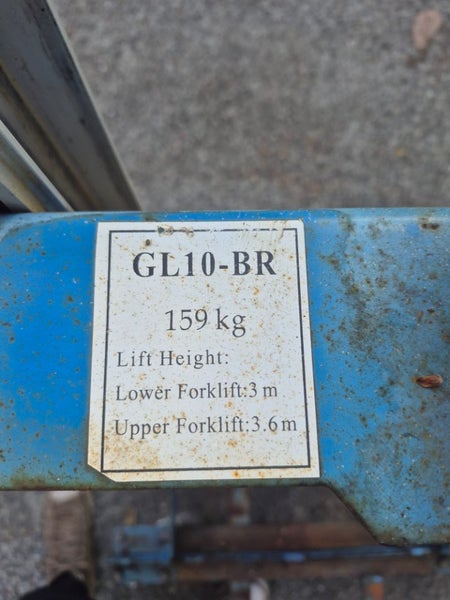 GL10-BR
159 kg
Lift Height:
Lower Forklift:3 m
Upper Forklift:3.6 m